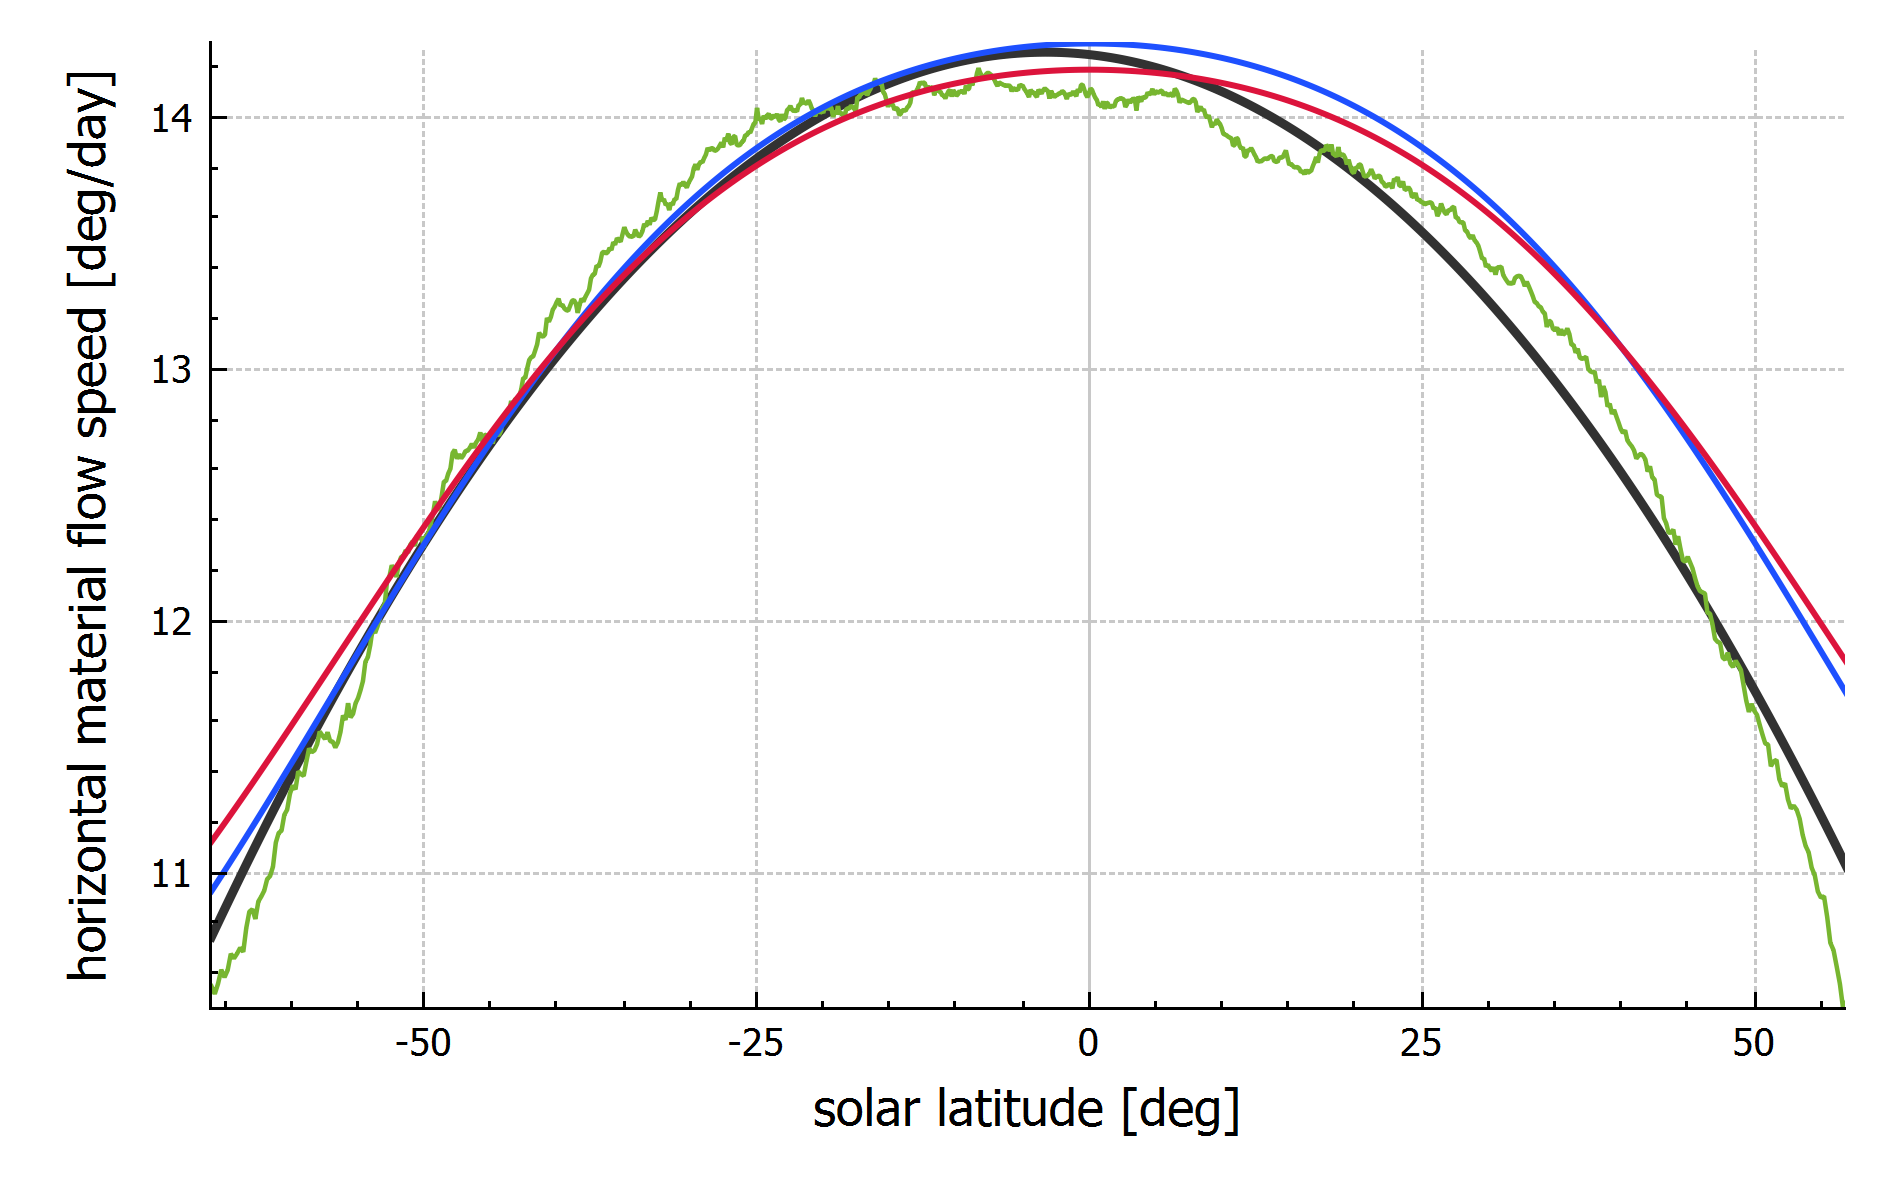 horizontal material flow speed [deg/day]
14
13
12
11
-50 -25 0 25 50
solar latitude [deg]